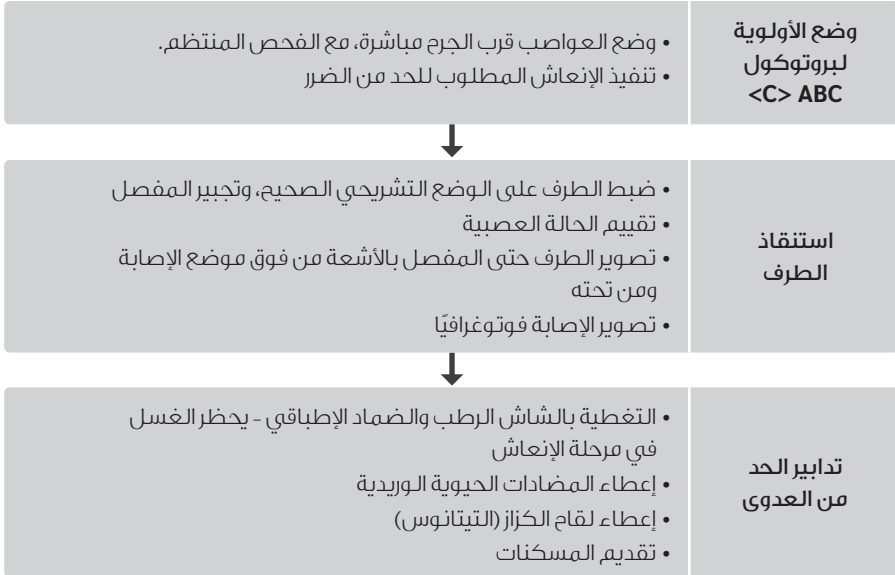 وضع الأولوية
لبروتوكول
<C> ABC
• وضع العواصب قرب الجرح مباشرة، مع الفحص المنتظم.
• تنفيذ الإنعاش المطلوب للحد من الضرر
استنقاذ
الطرف
• ضبط الطرف على الوضع التشريحي الصحيح، وتجبير المفصل
• تقييم الحالة العصبية
• تصوير الطرف حتى المفصل بالأشعة من فوق موضع الإصابة
ومن تحته
• تصوير الإصابة فوتوغرافيًا
تدابير الحد
من العدوى
• التغطية بالشاش الرطب والضماد الإطباقي - يحظر الغسل
في مرحلة الإنعاش
• إعطاء المضادات الحيوية الوريدية
• إعطاء لقاح الكزاز (التيتانوس)
• تقديم المسكنات